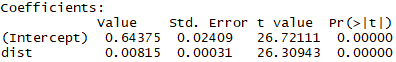 Coefficients:
Value Std. Error t value Pr(>|t|)
(Intercept) 0.64375 0.02409 26.72111 0.00000
dist 0.00815 0.00031 26.30943 0.00000